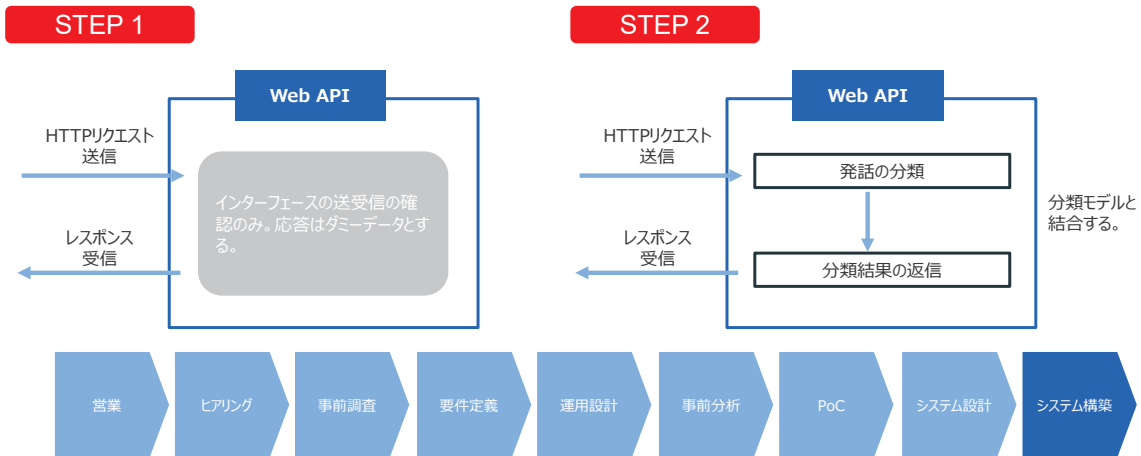 STEP 1
Web API
HTTPリクエスト
送信
インターフェースの送受信の確
認のみ。応答はダミーデータとす
る。
レスポンス
受信
STEP 2
Web API
HTTPリクエスト
送信
発話の分類
分類モデルと
結合する。
レスポンス
受信
分類結果の返信
営業
ヒアリング
事前調査
要件定義
運用設計
事前分析
PoC
システム設計
システム構築